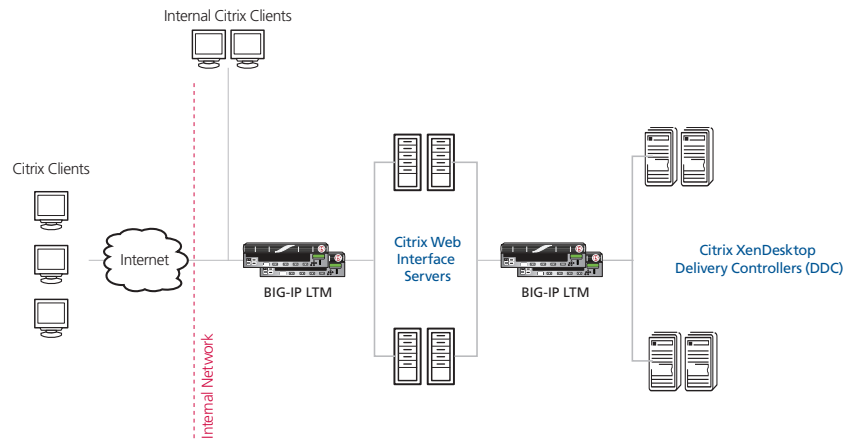 Internal Citrix Clients
Citrix Clients
Internet
BIG-IP LTM
Citrix Web
Interface
Servers
BIG-IP LTM
Citrix XenDesktop
Delivery Controllers (DDC)
Internal Network